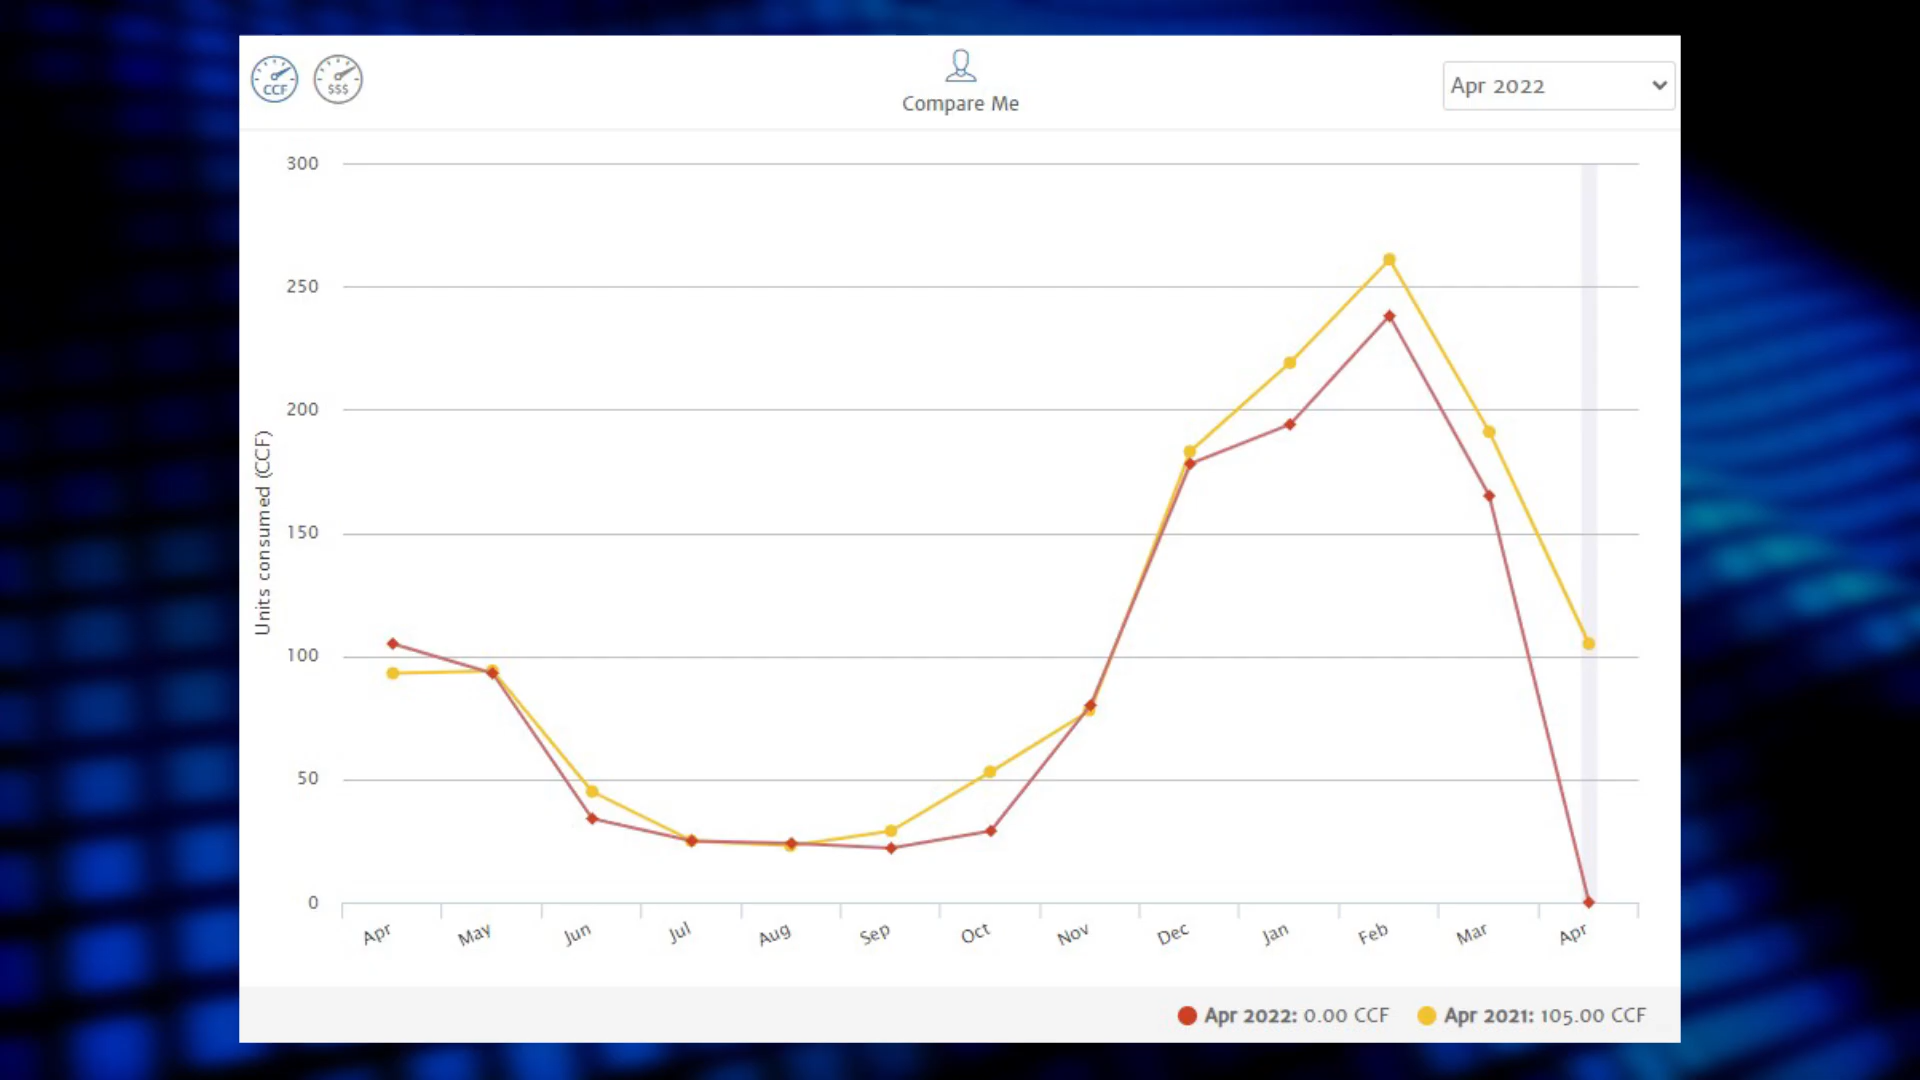 CCF
$$$
Compare Me
Apr 2022
300
250
200
150
100
50
0
Units consumed (CCF)
Apr
May
Jun
Jul
Aug
Sep
Oct
Nov
Dec
Jan
Feb
Mar
Apr
Apr 2022: 0.00 CCF
Apr 2021: 105.00 CCF